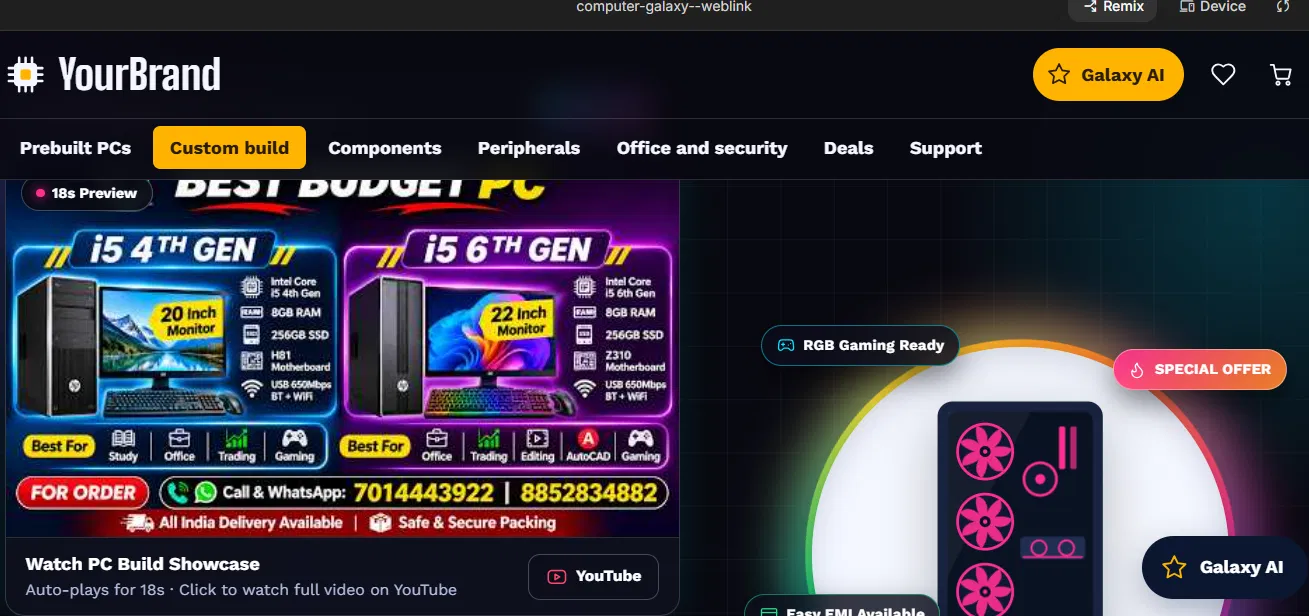 computer-galaxy--weblink
Remix
Device
YourBrand
Galaxy AI
Prebuilt PCs
Custom build
Components
Peripherals
Office and security
Deals
Support
18s Preview
BEST BUDGET PC
i5 4TH GEN
20 Inch
Monitor
Intel Core
i5 4th Gen
RAM
8GB RAM
256GB SSD
H81
Motherboard
USB 650Mbps
BT + WiFi
Best For
Study
Office
Trading
Gaming
i5 6TH GEN
22 Inch
Monitor
Intel Core
i5 6th Gen
RAM
8GB RAM
256GB SSD
Z310
Motherboard
USB 650Mbps
BT + WiFi
Best For
Office
Trading
Editing
A
AutoCAD
Gaming
FOR ORDER
Call & WhatsApp: 7014443922 | 8852834882
All India Delivery Available | Safe & Secure Packing
Watch PC Build Showcase
Auto-plays for 18s · Click to watch full video on YouTube
YouTube
RGB Gaming Ready
SPECIAL OFFER
Galaxy AI
Easy EMI Available